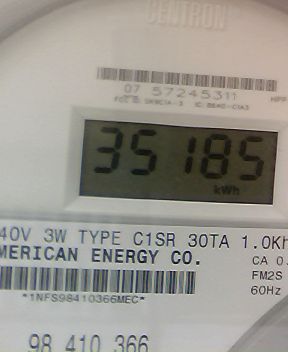 CENTRON
07 57245311
35185
kWh
40V 3W TYPE C1SR 30TA 1.0Kh
MERICAN ENERGY CO.
CA 0.
FM2S
*1NFS98410366MEC*
60Hz
98 410 366